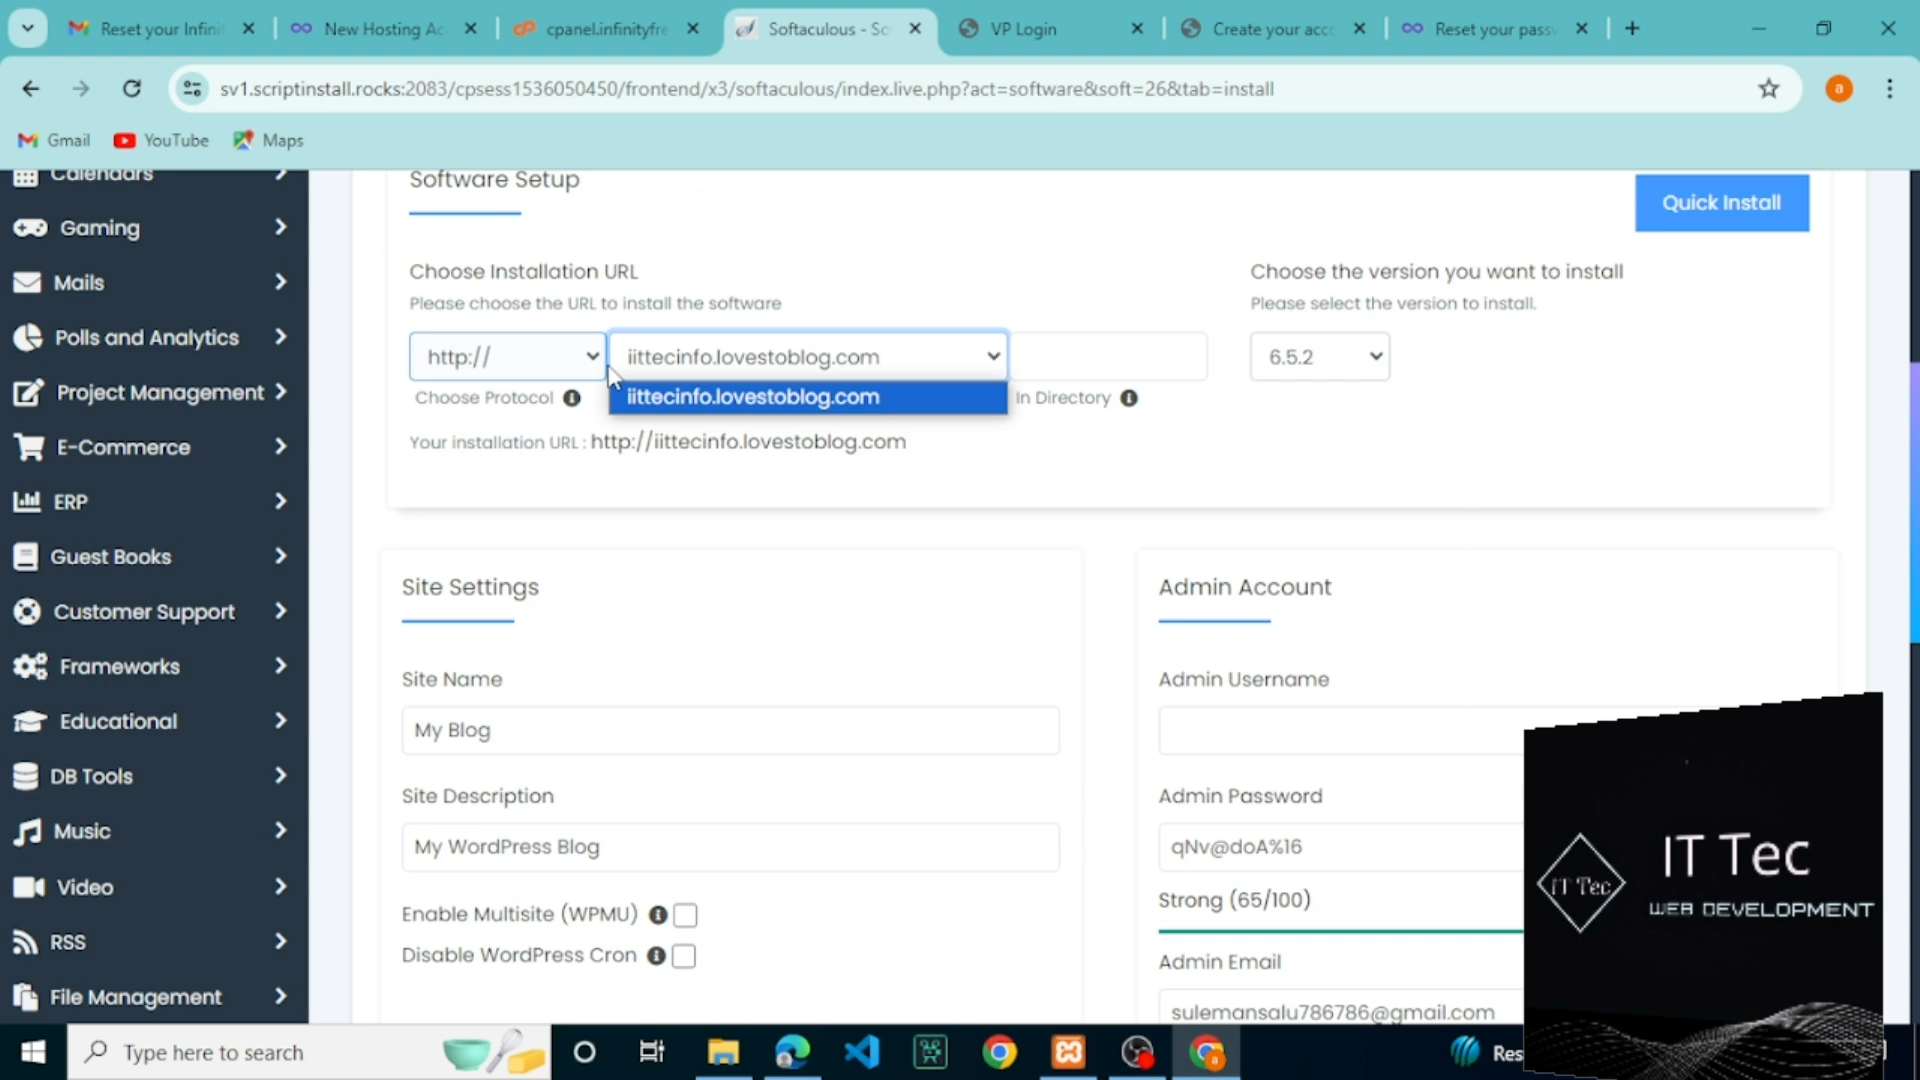 Reset your Infini
New Hosting Ac
cpanel.infinityfre
Softaculous - So
VP Login
Create your acco
Reset your passw
sv1.scriptinstall.rocks:2083/cpsess1536050450/frontend/x3/softaculous/index.live.php?act=software&soft=26&tab=install
a
Gmail
YouTube
Maps
Calendars
Gaming
Mails
Polls and Analytics
Project Management
E-Commerce
ERP
Guest Books
Customer Support
Frameworks
Educational
DB Tools
Music
Video
RSS
File Management
Software Setup
Quick Install
Choose Installation URL
Please choose the URL to install the software
http://
iittecinfo.lovestoblog.com
iittecinfo.lovestoblog.com
Choose Protocol
In Directory
Your installation URL : http://iittecinfo.lovestoblog.com
Choose the version you want to install
Please select the version to install.
6.5.2
Site Settings
Site Name
My Blog
Site Description
My WordPress Blog
Enable Multisite (WPMU)
Disable WordPress Cron
Admin Account
Admin Username
Admin Password
qNv@doA%16
Strong (65/100)
Admin Email
sulemansalu786786@gmail.com
IT Tec
IT Tec
WEB DEVELOPMENT
Type here to search
Res